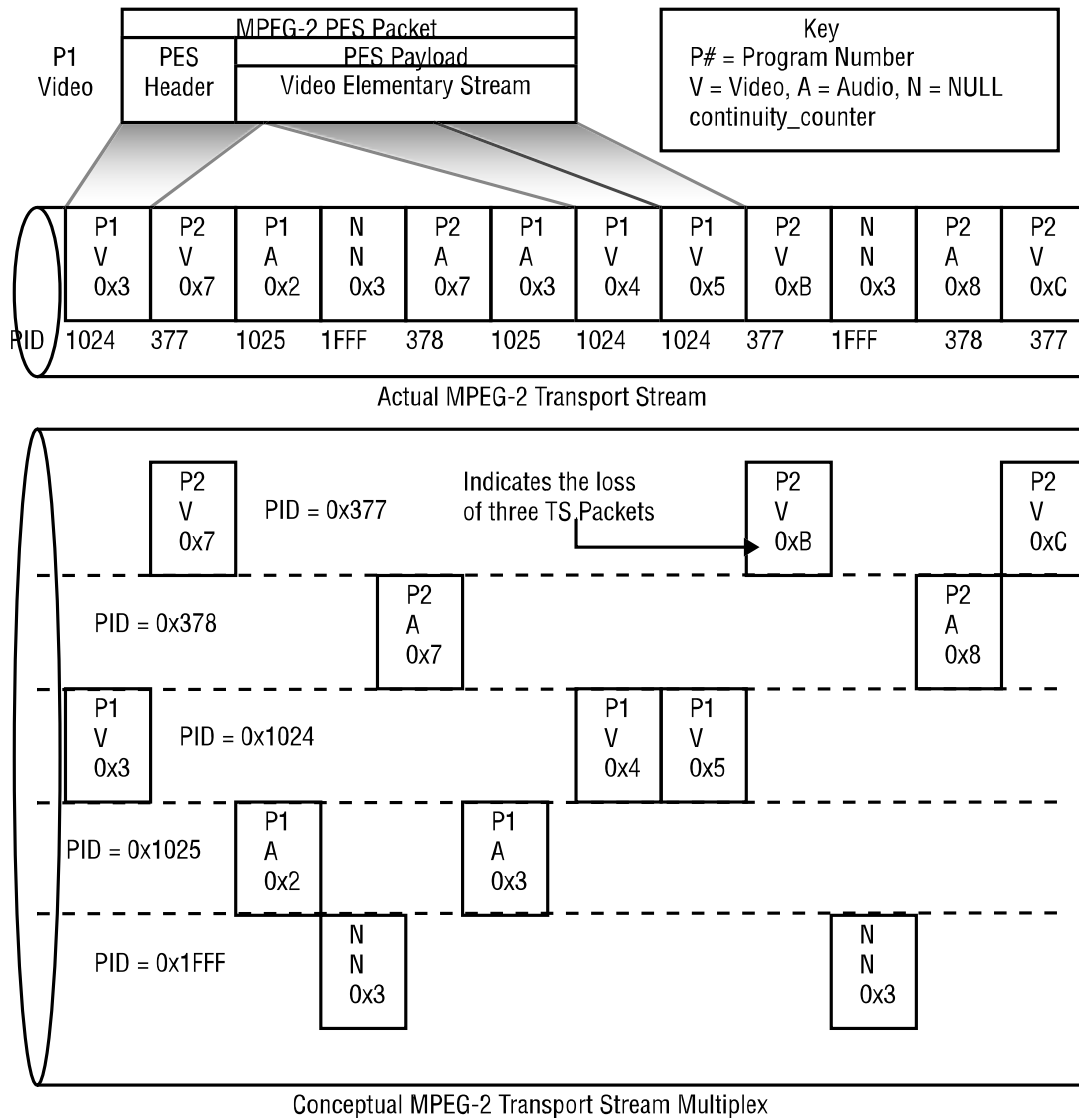 MPEG-2 PES Packet
P1
Video
PES
Header
PES Payload
Video Elementary Stream
Key
P# = Program Number
V = Video, A = Audio, N = NULL
continuity_counter
P1 P2 P1 N P2 P1 P1 P1 P2 N P2 P2
V V A N A A V V V N A V
0x3 0x7 0x2 0x3 0x7 0x3 0x4 0x5 0xB 0x3 0x8 0xC
PID 1024 377 1025 1FFF 378 1025 1024 1024 377 1FFF 378 377
Actual MPEG-2 Transport Stream
P2
V
0x7
PID = 0x377
Indicates the loss
of three TS Packets
P2
V
0xB
P2
V
0xC
PID = 0x378
P2
A
0x7
P2
A
0x8
P1
V
0x3
PID = 0x1024
P1
V
0x4
P1
V
0x5
PID = 0x1025
P1
A
0x2
P1
A
0x3
PID = 0x1FFF
N
N
0x3
N
N
0x3
Conceptual MPEG-2 Transport Stream Multiplex